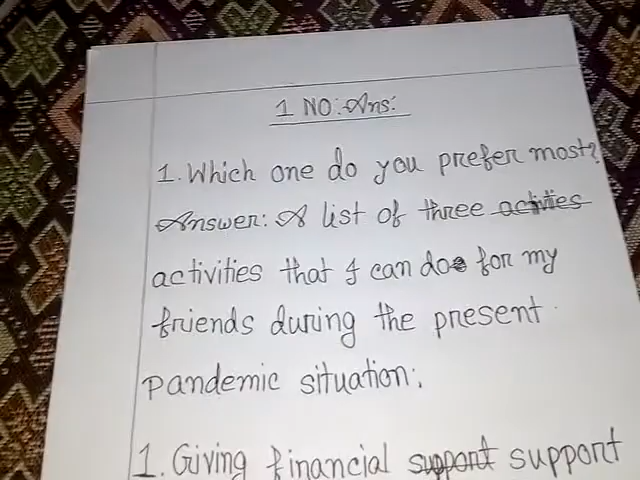 1 NO: Ans:
1. Which one do you prefer most?
Answer: A list of three actvties
activities that I can do for my
friends during the present
pandemic situation:
1. Giving financial support support